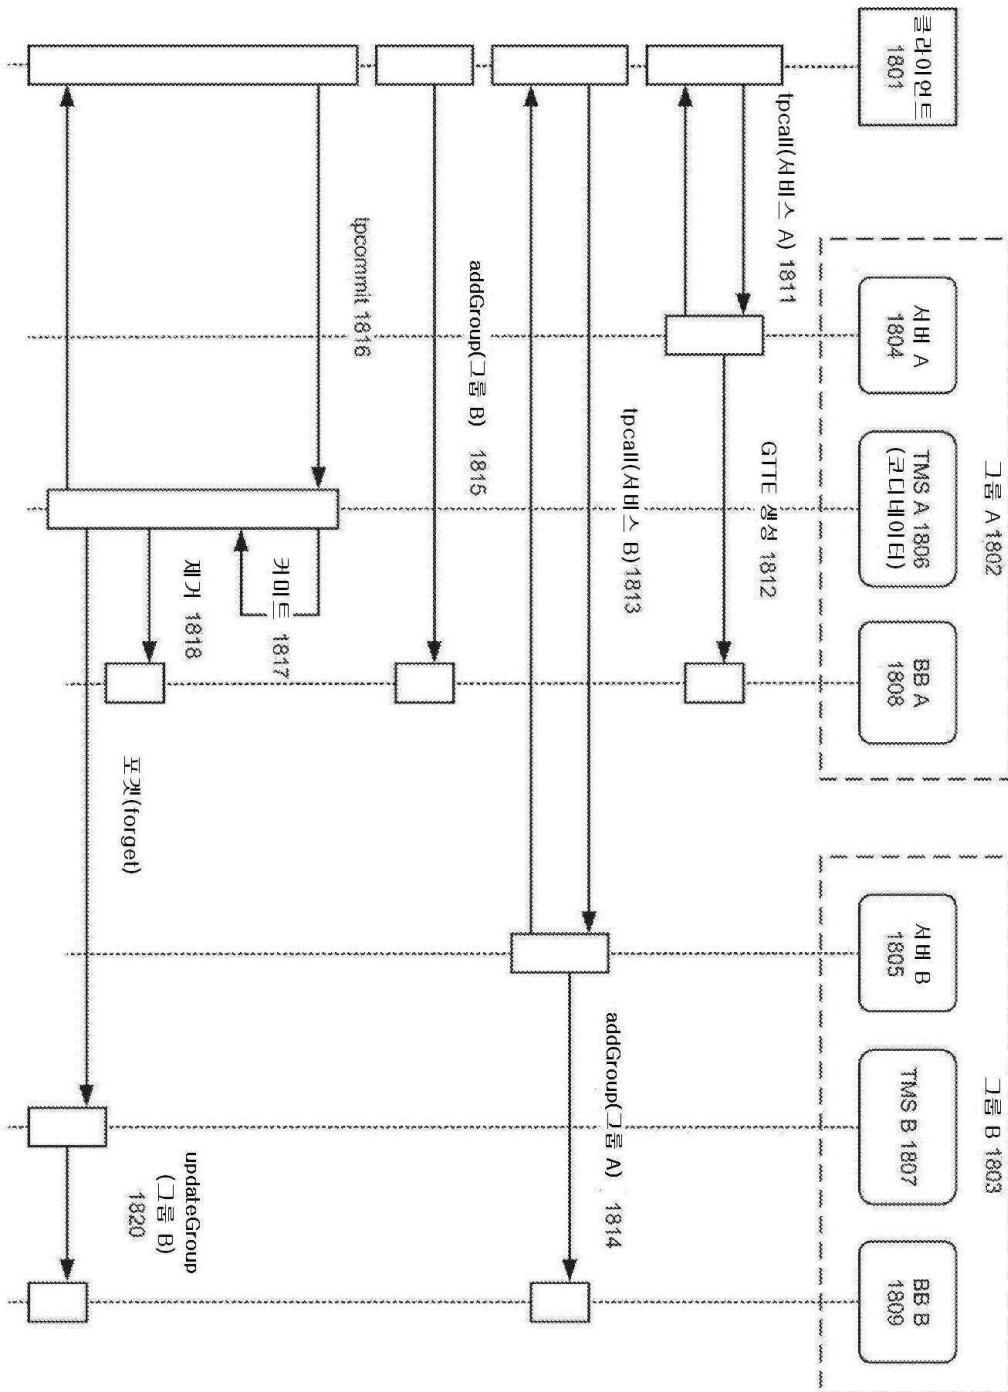 클라이언트
1801
그룹 A 1802
서버 A
1804
TMS A 1806
(코디네이터)
BB A
1808
그룹 B 1803
서버 B
1805
TMS B 1807
BB B
1809
tpcall(서비스 A) 1811
GTTE 생성 1812
tpcall(서비스 B) 1813
addGroup(그룹 A) 1814
addGroup(그룹 B) 1815
tpcommit 1816
커미트 1817
제거 1818
포겟(forget)
updateGroup
(그룹 B)
1820